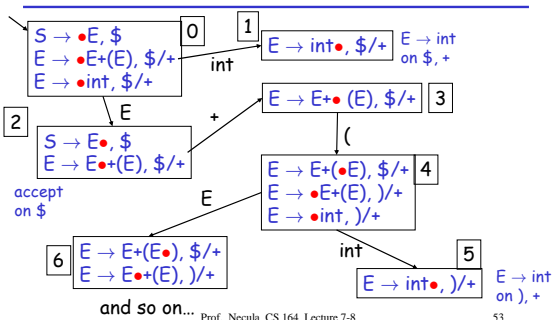 0
S → •E, $
E → •E+(E), $/+
E → •int, $/+
int
1
E → int•, $/+
E → int
on $, +
E
2
S → E•, $
E → E•+(E), $/+
accept
on $
+
E → E+• (E), $/+
3
(
E → E+(•E), $/+
E → •E+(E), )/+
E → •int, )/+
4
E
6
E → E+(E•), $/+
E → E•+(E), )/+
int
5
E → int•, )/+
E → int
on ), +
and so on...
Prof. Necula CS 164 Lecture 7-8
53